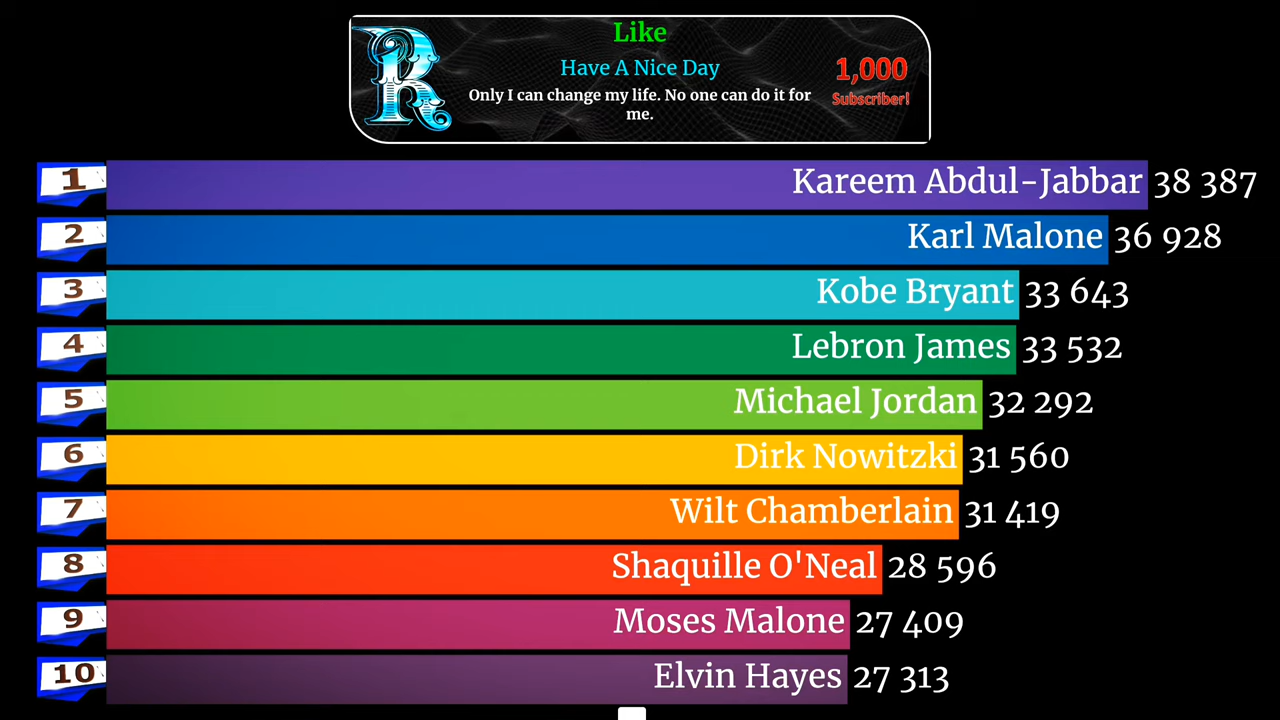 Like
R
Have A Nice Day
Only I can change my life. No one can do it for
me.
1,000
Subscriber!
1 Kareem Abdul-Jabbar 38 387
2 Karl Malone 36 928
3 Kobe Bryant 33 643
4 Lebron James 33 532
5 Michael Jordan 32 292
6 Dirk Nowitzki 31 560
7 Wilt Chamberlain 31 419
8 Shaquille O'Neal 28 596
9 Moses Malone 27 409
10 Elvin Hayes 27 313